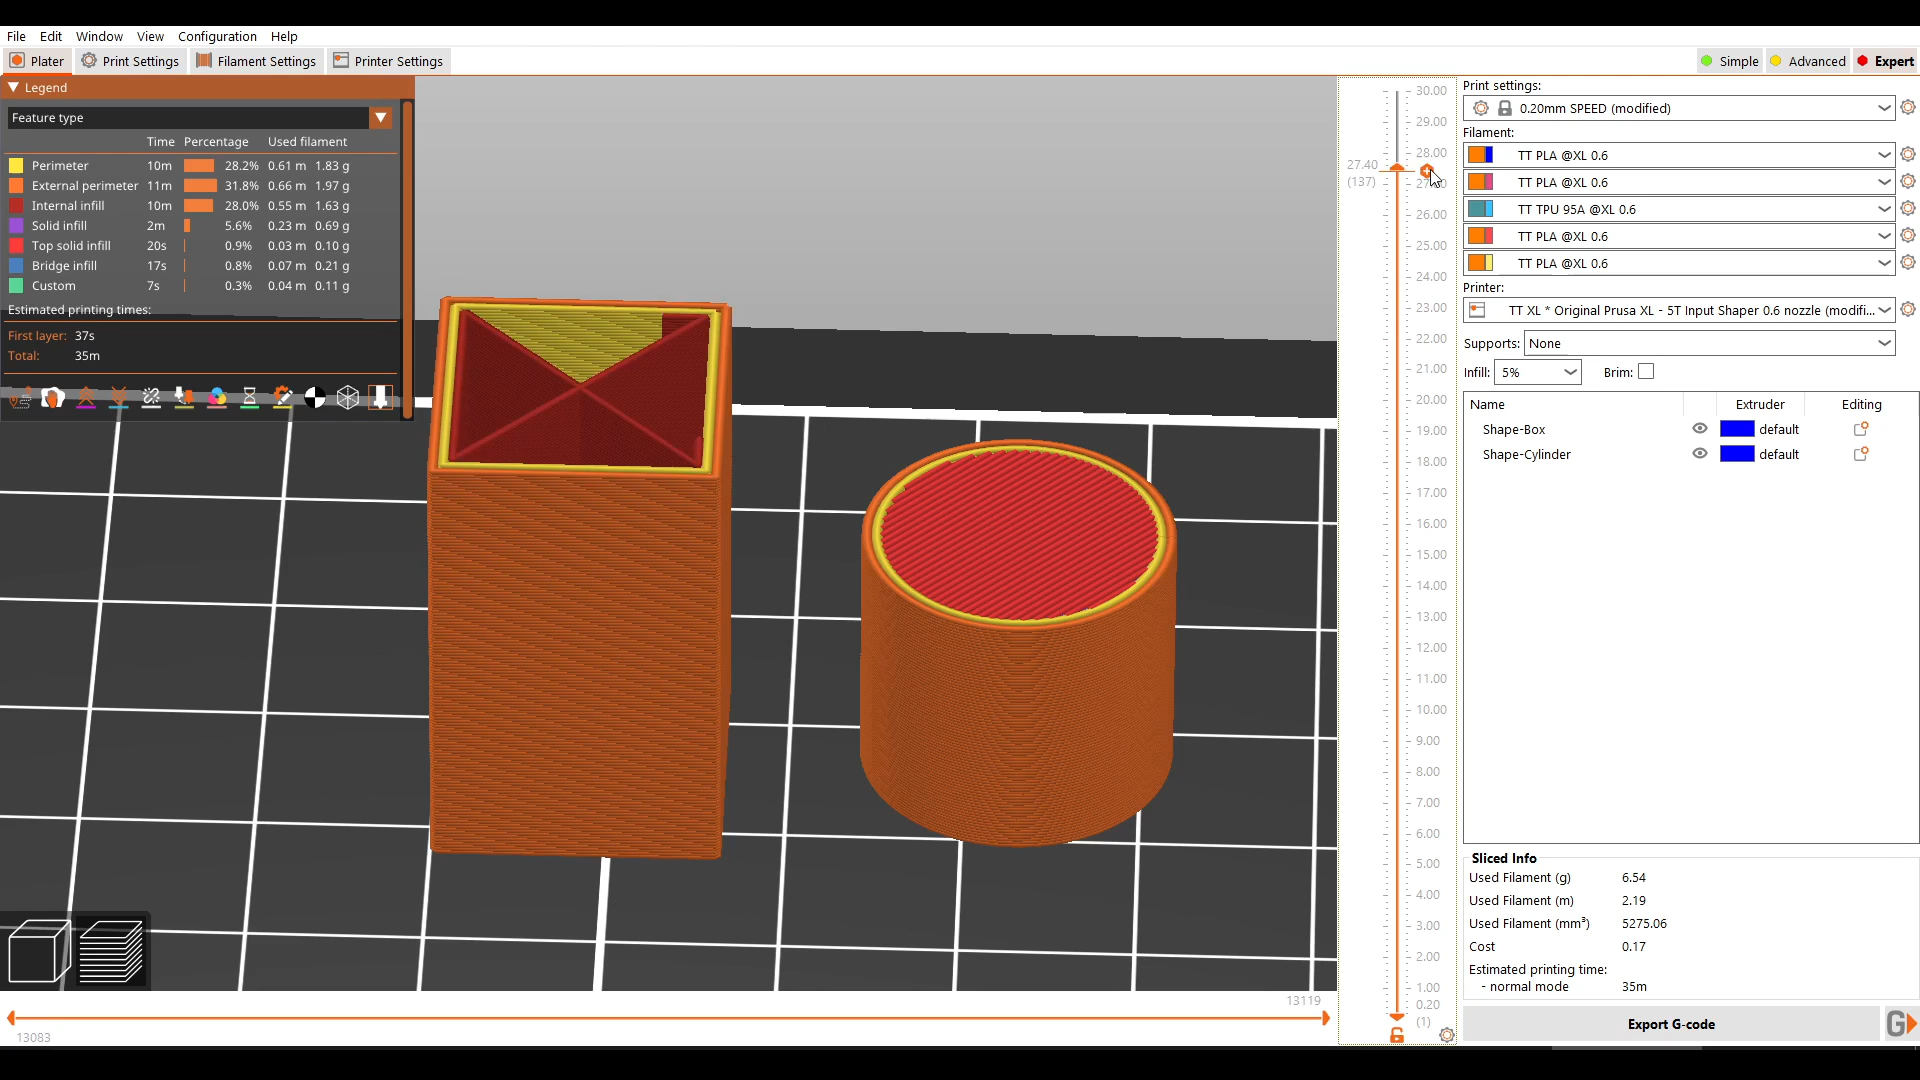 File Edit Window View Configuration Help
Plater Print Settings Filament Settings Printer Settings Simple Advanced Expert
Legend
Feature type
Time Percentage Used filament
Perimeter 10m 28.2% 0.61 m 1.83 g
External perimeter 11m 31.8% 0.66 m 1.97 g
Internal infill 10m 28.0% 0.55 m 1.63 g
Solid infill 2m 5.6% 0.23 m 0.69 g
Top solid infill 20s 0.9% 0.03 m 0.10 g
Bridge infill 17s 0.8% 0.07 m 0.21 g
Custom 7s 0.3% 0.04 m 0.11 g
Estimated printing times:
First layer: 37s
Total: 35m
13119
13083
27.40
(137)
30.00
29.00
28.00
26.00
25.00
24.00
23.00
22.00
21.00
20.00
19.00
18.00
17.00
16.00
15.00
14.00
13.00
12.00
11.00
10.00
9.00
8.00
7.00
6.00
5.00
4.00
3.00
2.00
1.00
0.20
(1)
Print settings:
0.20mm SPEED (modified)
Filament:
TT PLA @XL 0.6
TT PLA @XL 0.6
TT TPU 95A @XL 0.6
TT PLA @XL 0.6
TT PLA @XL 0.6
Printer:
TT XL * Original Prusa XL - 5T Input Shaper 0.6 nozzle (modifi...
Supports: None
Infill: 5% Brim:
Name Extruder Editing
Shape-Box default
Shape-Cylinder default
Sliced Info
Used Filament (g) 6.54
Used Filament (m) 2.19
Used Filament (mm³) 5275.06
Cost 0.17
Estimated printing time:
- normal mode 35m
Export G-code
G